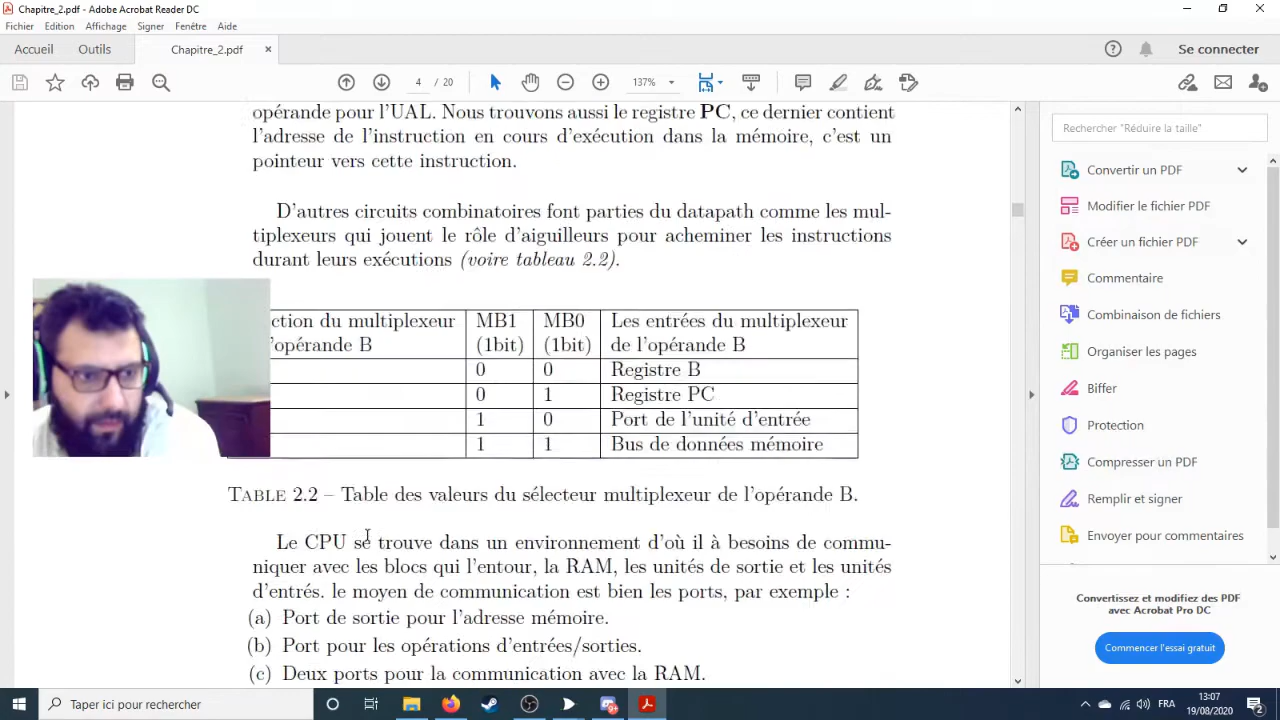 Chapitre_2.pdf - Adobe Acrobat Reader DC
Fichier Edition Affichage Signer Fenêtre Aide
Accueil Outils Chapitre_2.pdf × Se connecter
4 / 20 137%
opérande pour l'UAL. Nous trouvons aussi le registre PC, ce dernier contient
l'adresse de l'instruction en cours d'exécution dans la mémoire, c'est un
pointeur vers cette instruction.
D'autres circuits combinatoires font parties du datapath comme les mul-
tiplexeurs qui jouent le rôle d'aiguilleurs pour acheminer les instructions
durant leurs exécutions (voire tableau 2.2).
ction du multiplexeur MB1 MB0 Les entrées du multiplexeur
'opérande B (1bit) (1bit) de l'opérande B
0 0 Registre B
0 1 Registre PC
1 0 Port de l'unité d'entrée
1 1 Bus de données mémoire
Table 2.2 – Table des valeurs du sélecteur multiplexeur de l'opérande B.
Le CPU se trouve dans un environnement d'où il à besoins de commu-
niquer avec les blocs qui l'entour, la RAM, les unités de sortie et les unités
d'entrés. le moyen de communication est bien les ports, par exemple :
(a) Port de sortie pour l'adresse mémoire.
(b) Port pour les opérations d'entrées/sorties.
(c) Deux ports pour la communication avec la RAM.
Rechercher "Réduire la taille"
Convertir un PDF
Modifier le fichier PDF
Créer un fichier PDF
Commentaire
Combinaison de fichiers
Organiser les pages
Biffer
Protection
Compresser un PDF
Remplir et signer
Envoyer pour commentaires
Convertissez et modifiez des PDF
avec Acrobat Pro DC
Commencer l'essai gratuit
Taper ici pour rechercher
FRA
13:07
19/08/2020
2